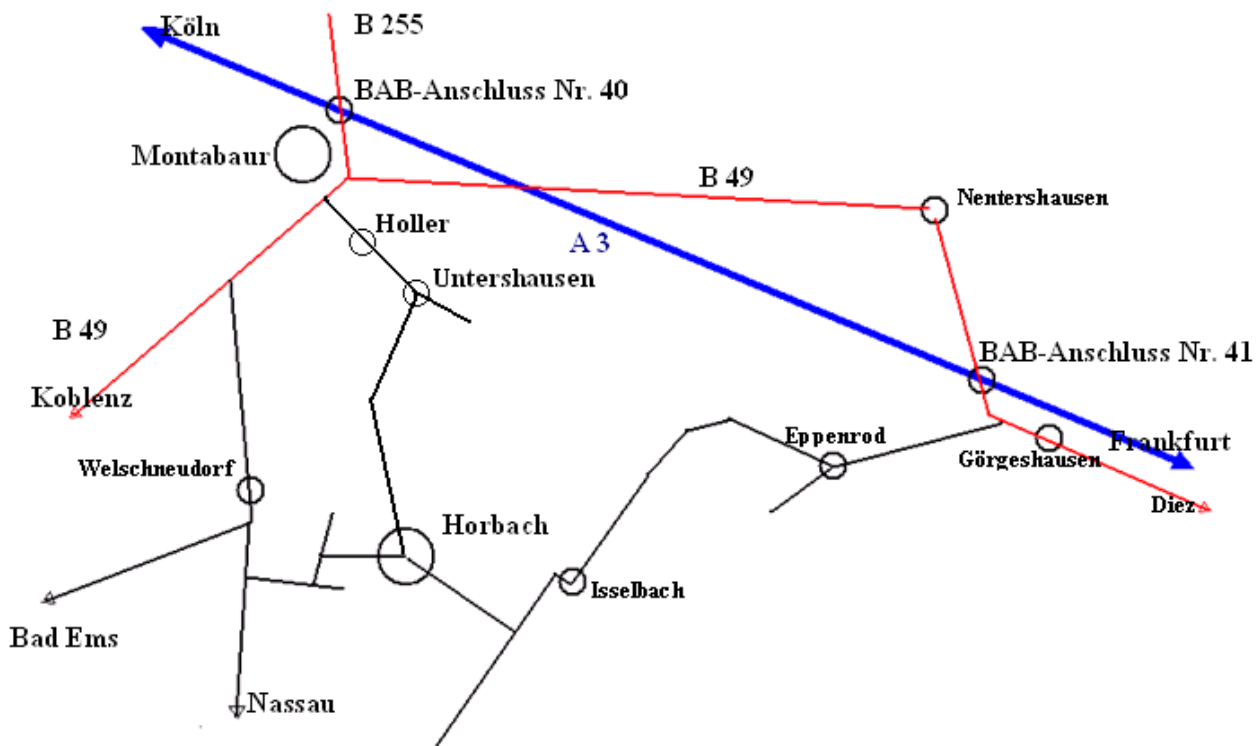 Köln
B 255
BAB-Anschluss Nr. 40
Montabaur
B 49
Nentershausen
Holler
A 3
Untershausen
B 49
BAB-Anschluss Nr. 41
Koblenz
Eppenrod
Frankfurt
Welschneudorf
Görgeshausen
Diez
Horbach
Isselbach
Bad Ems
Nassau